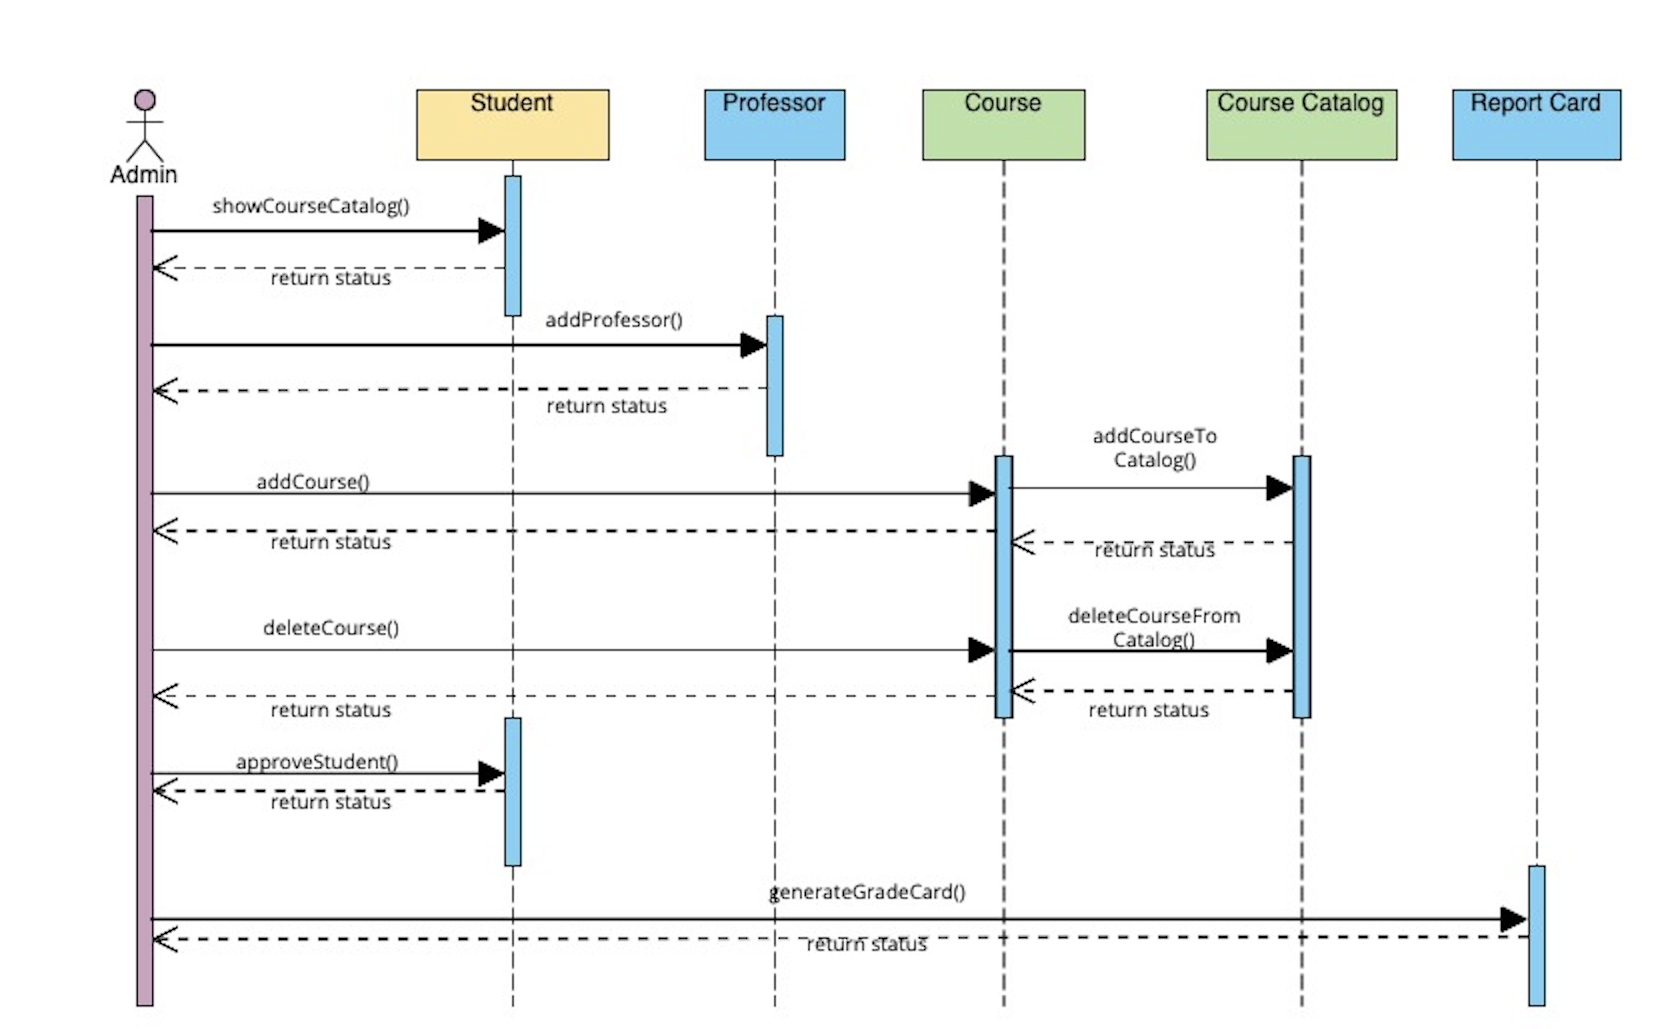 Student
Professor
Course
Course Catalog
Report Card
Admin
showCourseCatalog()
return status
addProfessor()
return status
addCourseTo
Catalog()
addCourse()
return status
return status
deleteCourseFrom
Catalog()
deleteCourse()
return status
return status
approveStudent()
return status
generateGradeCard()
return status